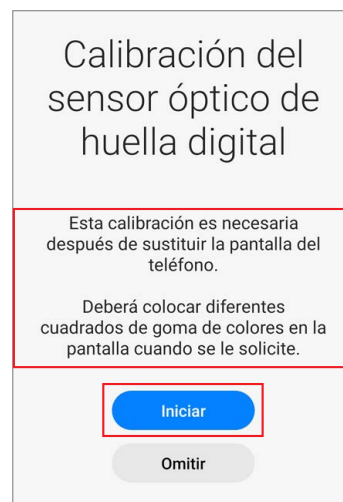 Calibración del
sensor óptico de
huella digital
Esta calibración es necesaria
después de sustituir la pantalla del
teléfono.
Deberá colocar diferentes
cuadrados de goma de colores en la
pantalla cuando se le solicite.
Iniciar
Omitir